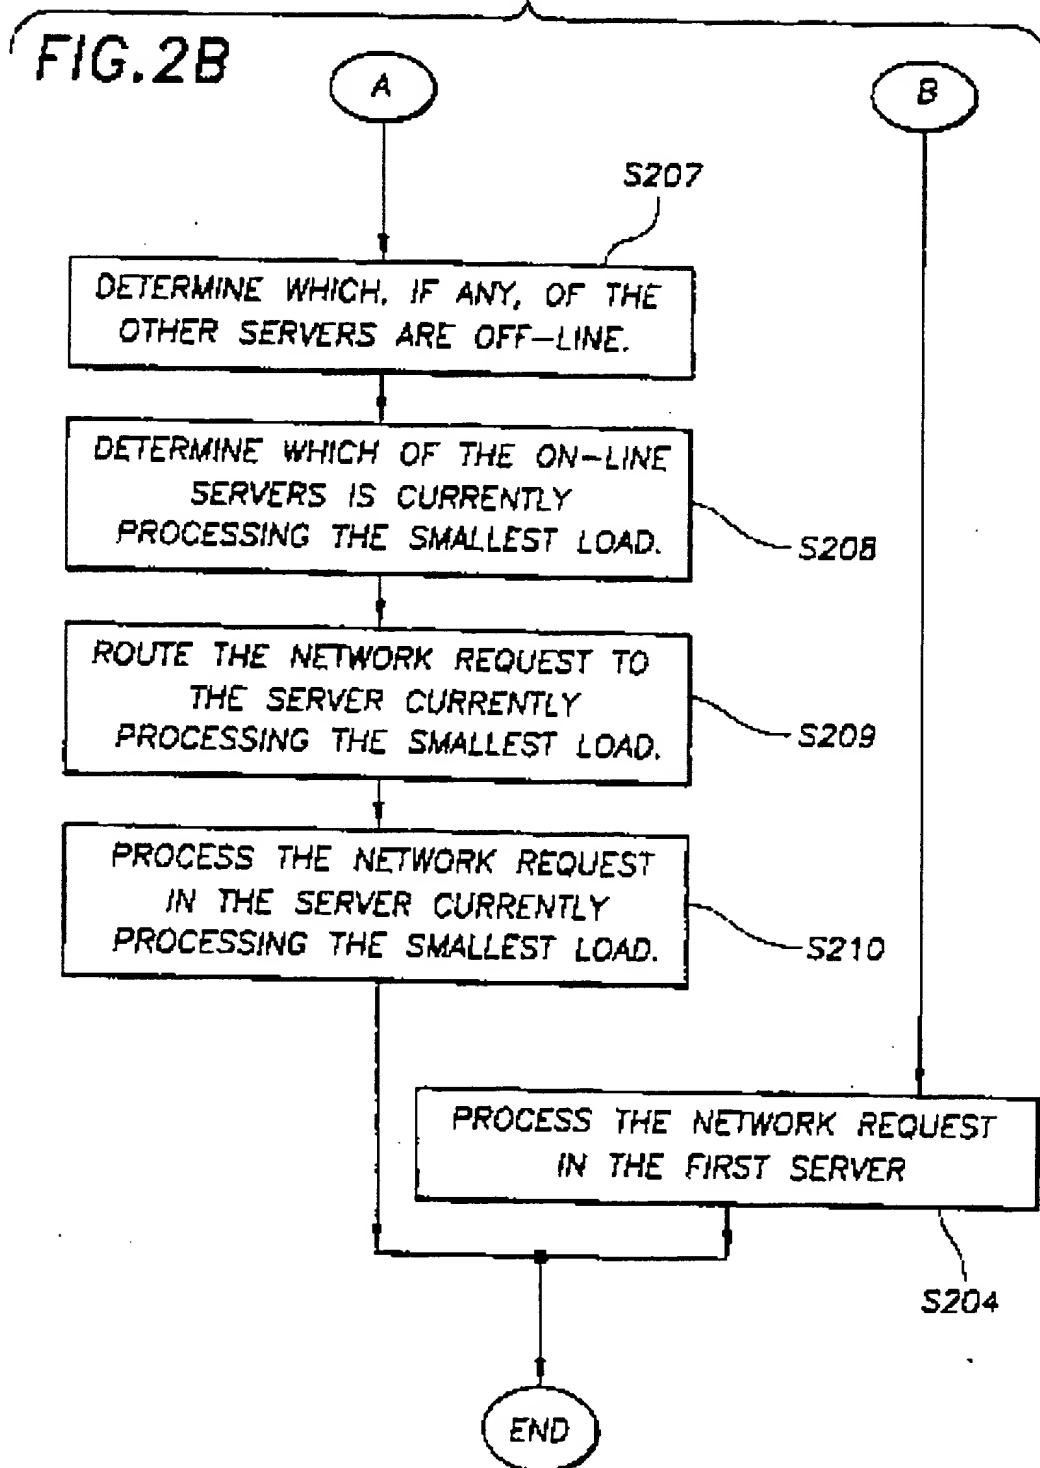 FIG.2B
A
B
S207
DETERMINE WHICH, IF ANY, OF THE
OTHER SERVERS ARE OFF-LINE.
DETERMINE WHICH OF THE ON-LINE
SERVERS IS CURRENTLY
PROCESSING THE SMALLEST LOAD.
S208
ROUTE THE NETWORK REQUEST TO
THE SERVER CURRENTLY
PROCESSING THE SMALLEST LOAD.
S209
PROCESS THE NETWORK REQUEST
IN THE SERVER CURRENTLY
PROCESSING THE SMALLEST LOAD.
S210
PROCESS THE NETWORK REQUEST
IN THE FIRST SERVER
S204
END